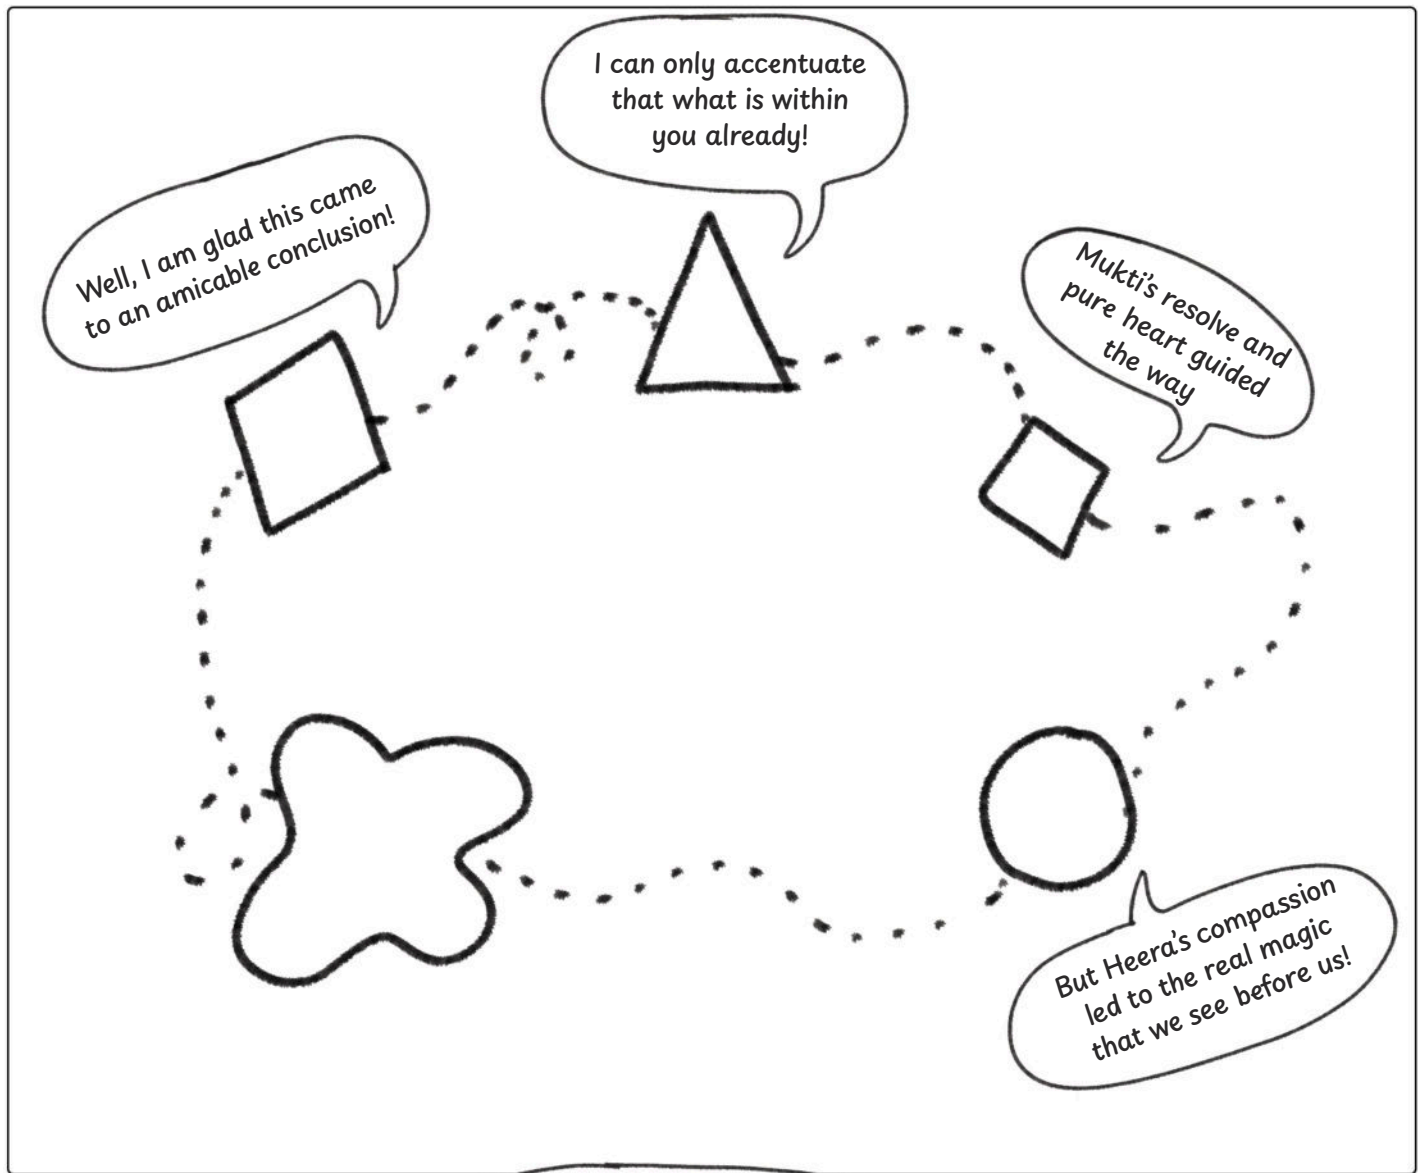 I can only accentuate
that what is within
you already!
Well, I am glad this came
to an amicable conclusion!
Mukti's resolve and
pure heart guided
the way
But Heera's compassion
led to the real magic
that we see before us!